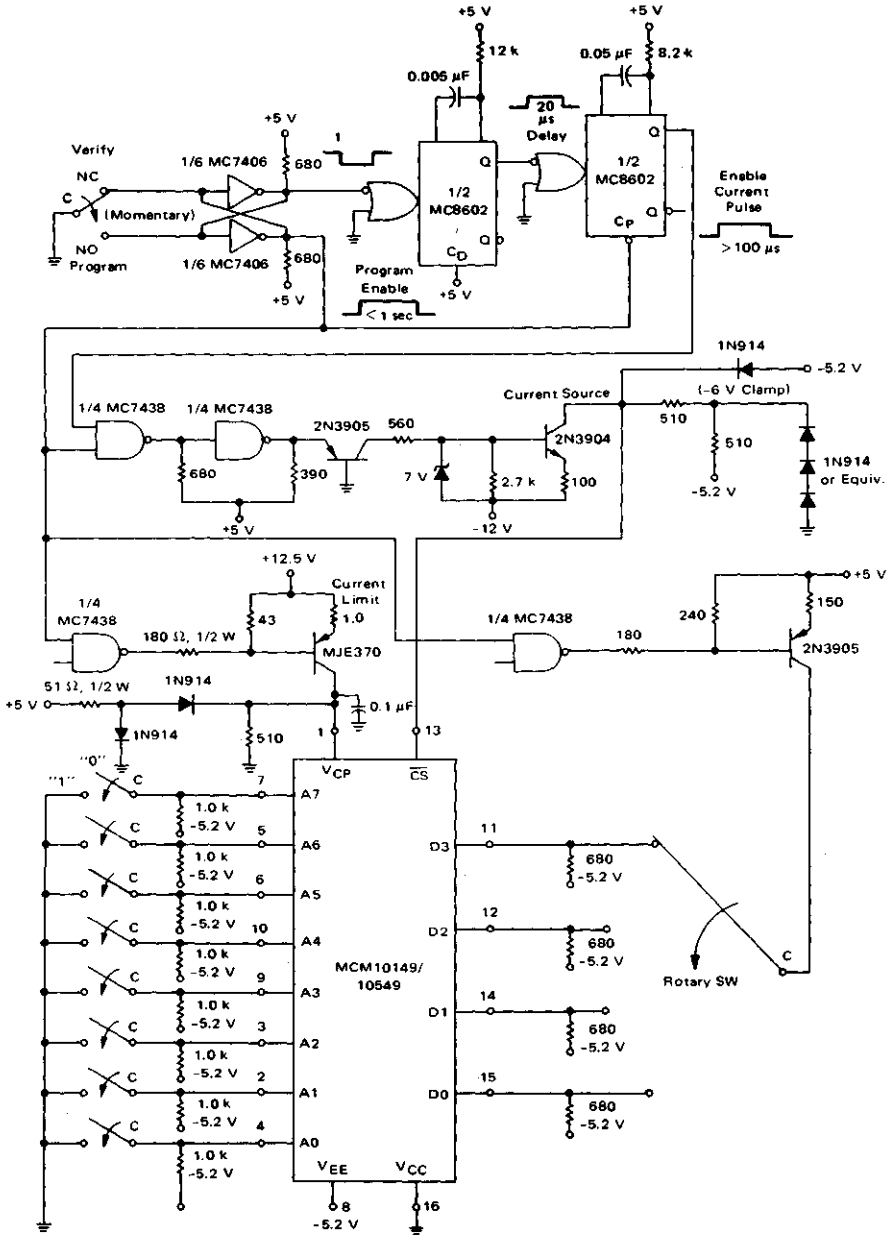 +5 V
+5 V
12 k
0.05 µF
8.2 k
0.005 µF
+5 V
1
20
µs
Delay
Q
Q
Verify
680
1/6 MC7406
NC
C
(Momentary)
NO
Program
1/6 MC7406
680
+5 V
1/2
MC8602
1/2
MC8602
Enable
Current
Pulse
> 100 µs
Q
CP
Q
CD
+5 V
Program
Enable
< 1 sec
1N914
-5.2 V
(-6 V Clamp)
1/4 MC7438
1/4 MC7438
Current Source
2N3905
560
2N3904
510
680
390
7 V
2.7 k
100
510
1N914
or Equiv.
-5.2 V
+5 V
-12 V
+12.5 V
+5 V
Current
Limit
1/4
MC7438
43
1.0
1/4 MC7438
240
150
180 Ω, 1/2 W
MJE370
180
2N3905
51 Ω, 1/2 W
1N914
+5 V
0.1 µF
1N914
510
1
13
"1"
"0"
C
7
VCP
CS
A7
1.0 k
-5.2 V
C
5
A6
11
D3
1.0 k
-5.2 V
680
-5.2 V
C
6
A5
1.0 k
-5.2 V
C
10
A4
12
D2
1.0 k
-5.2 V
680
-5.2 V
MCM10149/
10549
C
Rotary SW
C
9
A3
1.0 k
-5.2 V
14
D1
C
3
A2
680
-5.2 V
1.0 k
-5.2 V
C
2
A1
15
D0
1.0 k
-5.2 V
680
-5.2 V
C
4
A0
1.0 k
-5.2 V
VEE
VCC
8
16
-5.2 V